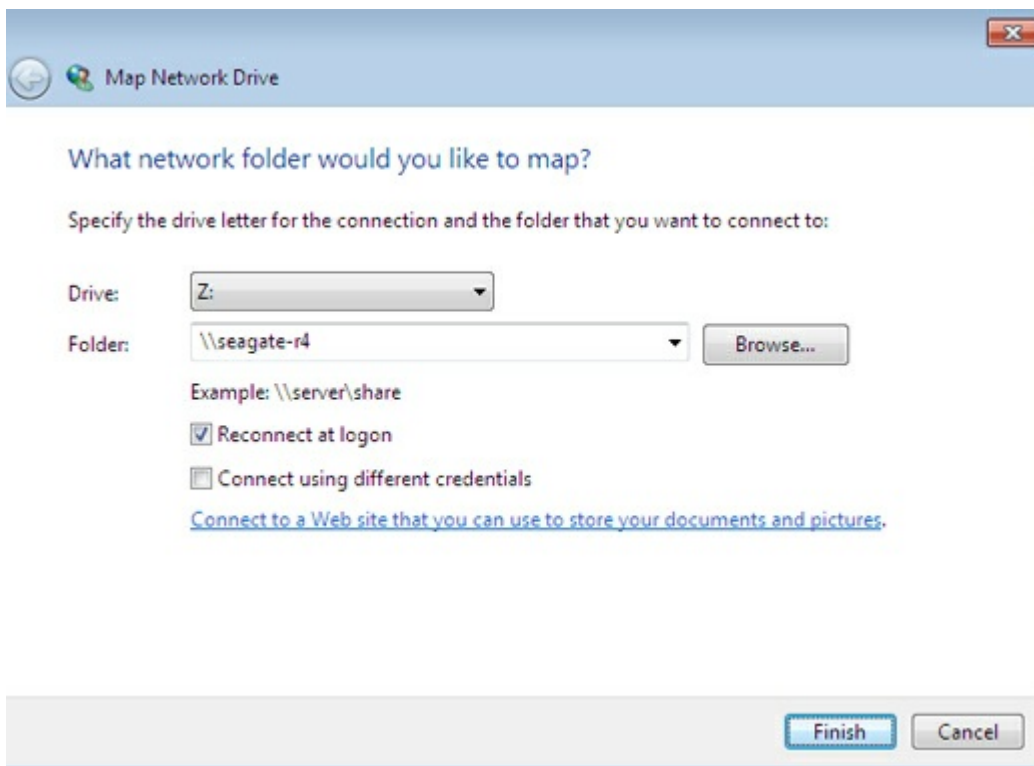 Map Network Drive
What network folder would you like to map?
Specify the drive letter for the connection and the folder that you want to connect to:
Drive: Z:
Folder: \\seagate-r4 Browse...
Example: \\server\share
Reconnect at logon
Connect using different credentials
Connect to a Web site that you can use to store your documents and pictures.
Finish Cancel